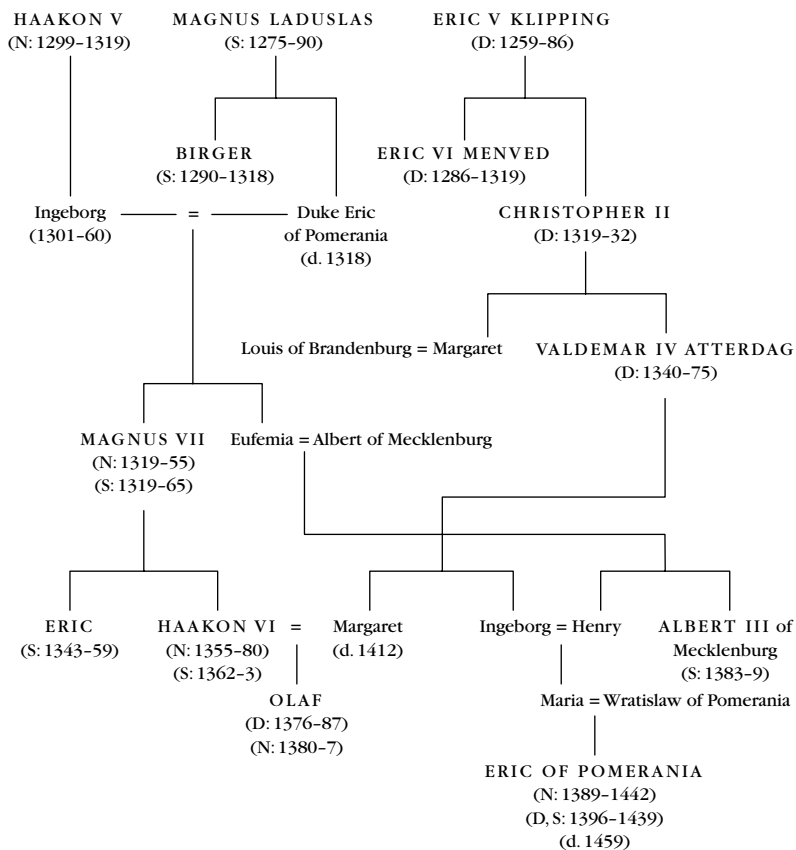 HAAKON V MAGNUS LADUSLAS ERIC V KLIPPING
(N: 1299–1319) (S: 1275–90) (D: 1259–86)
BIRGER ERIC VI MENVED
(S: 1290–1318) (D: 1286–1319)
Ingeborg = Duke Eric CHRISTOPHER II
(1301–60) of Pomerania (D: 1319–32)
(d. 1318)
Louis of Brandenburg = Margaret VALDEMAR IV ATTERDAG
(D: 1340–75)
MAGNUS VII Eufemia = Albert of Mecklenburg
(N: 1319–55)
(S: 1319–65)
ERIC HAAKON VI = Margaret Ingeborg = Henry ALBERT III of
(S: 1343–59) (N: 1355–80) (d. 1412) Mecklenburg
(S: 1362–3) (S: 1383–9)
OLAF Maria = Wratislaw of Pomerania
(D: 1376–87)
(N: 1380–7)
ERIC OF POMERANIA
(N: 1389–1442)
(D, S: 1396–1439)
(d. 1459)